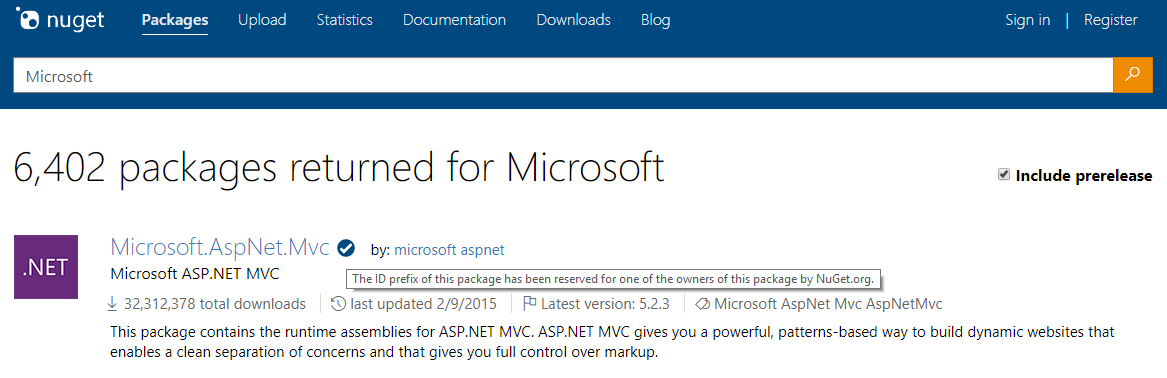 nuget Packages Upload Statistics Documentation Downloads Blog Sign in | Register
Microsoft
6,402 packages returned for Microsoft
Include prerelease
.NET
Microsoft.AspNet.Mvc by: microsoft aspnet
Microsoft ASP.NET MVC
The ID prefix of this package has been reserved for one of the owners of this package by NuGet.org.
32,312,378 total downloads last updated 2/9/2015 Latest version: 5.2.3 Microsoft AspNet Mvc AspNetMvc
This package contains the runtime assemblies for ASP.NET MVC. ASP.NET MVC gives you a powerful, patterns-based way to build dynamic websites that
enables a clean separation of concerns and that gives you full control over markup.